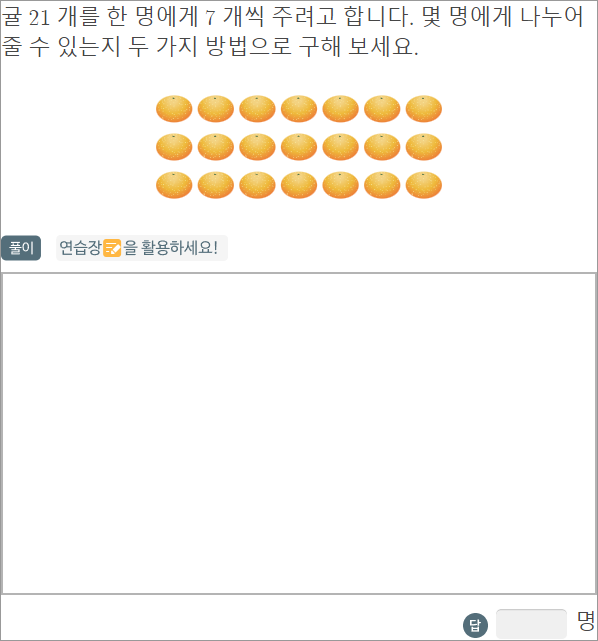 귤 21 개를 한 명에게 7 개씩 주려고 합니다. 몇 명에게 나누어
줄 수 있는지 두 가지 방법으로 구해 보세요.
풀이 연습장을 활용하세요!
답 명